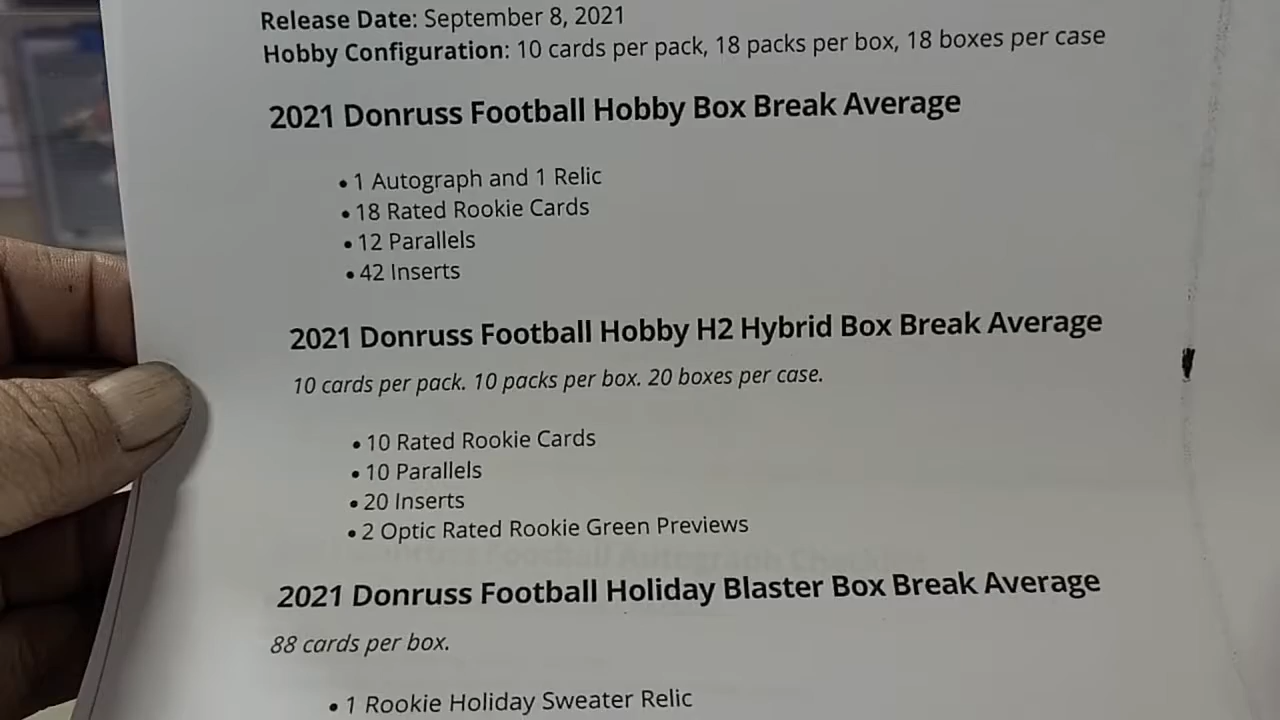 Release Date: September 8, 2021
Hobby Configuration: 10 cards per pack, 18 packs per box, 18 boxes per case
2021 Donruss Football Hobby Box Break Average
• 1 Autograph and 1 Relic
• 18 Rated Rookie Cards
• 12 Parallels
• 42 Inserts
2021 Donruss Football Hobby H2 Hybrid Box Break Average
10 cards per pack. 10 packs per box. 20 boxes per case.
• 10 Rated Rookie Cards
• 10 Parallels
• 20 Inserts
• 2 Optic Rated Rookie Green Previews
2021 Donruss Football Holiday Blaster Box Break Average
88 cards per box.
• 1 Rookie Holiday Sweater Relic